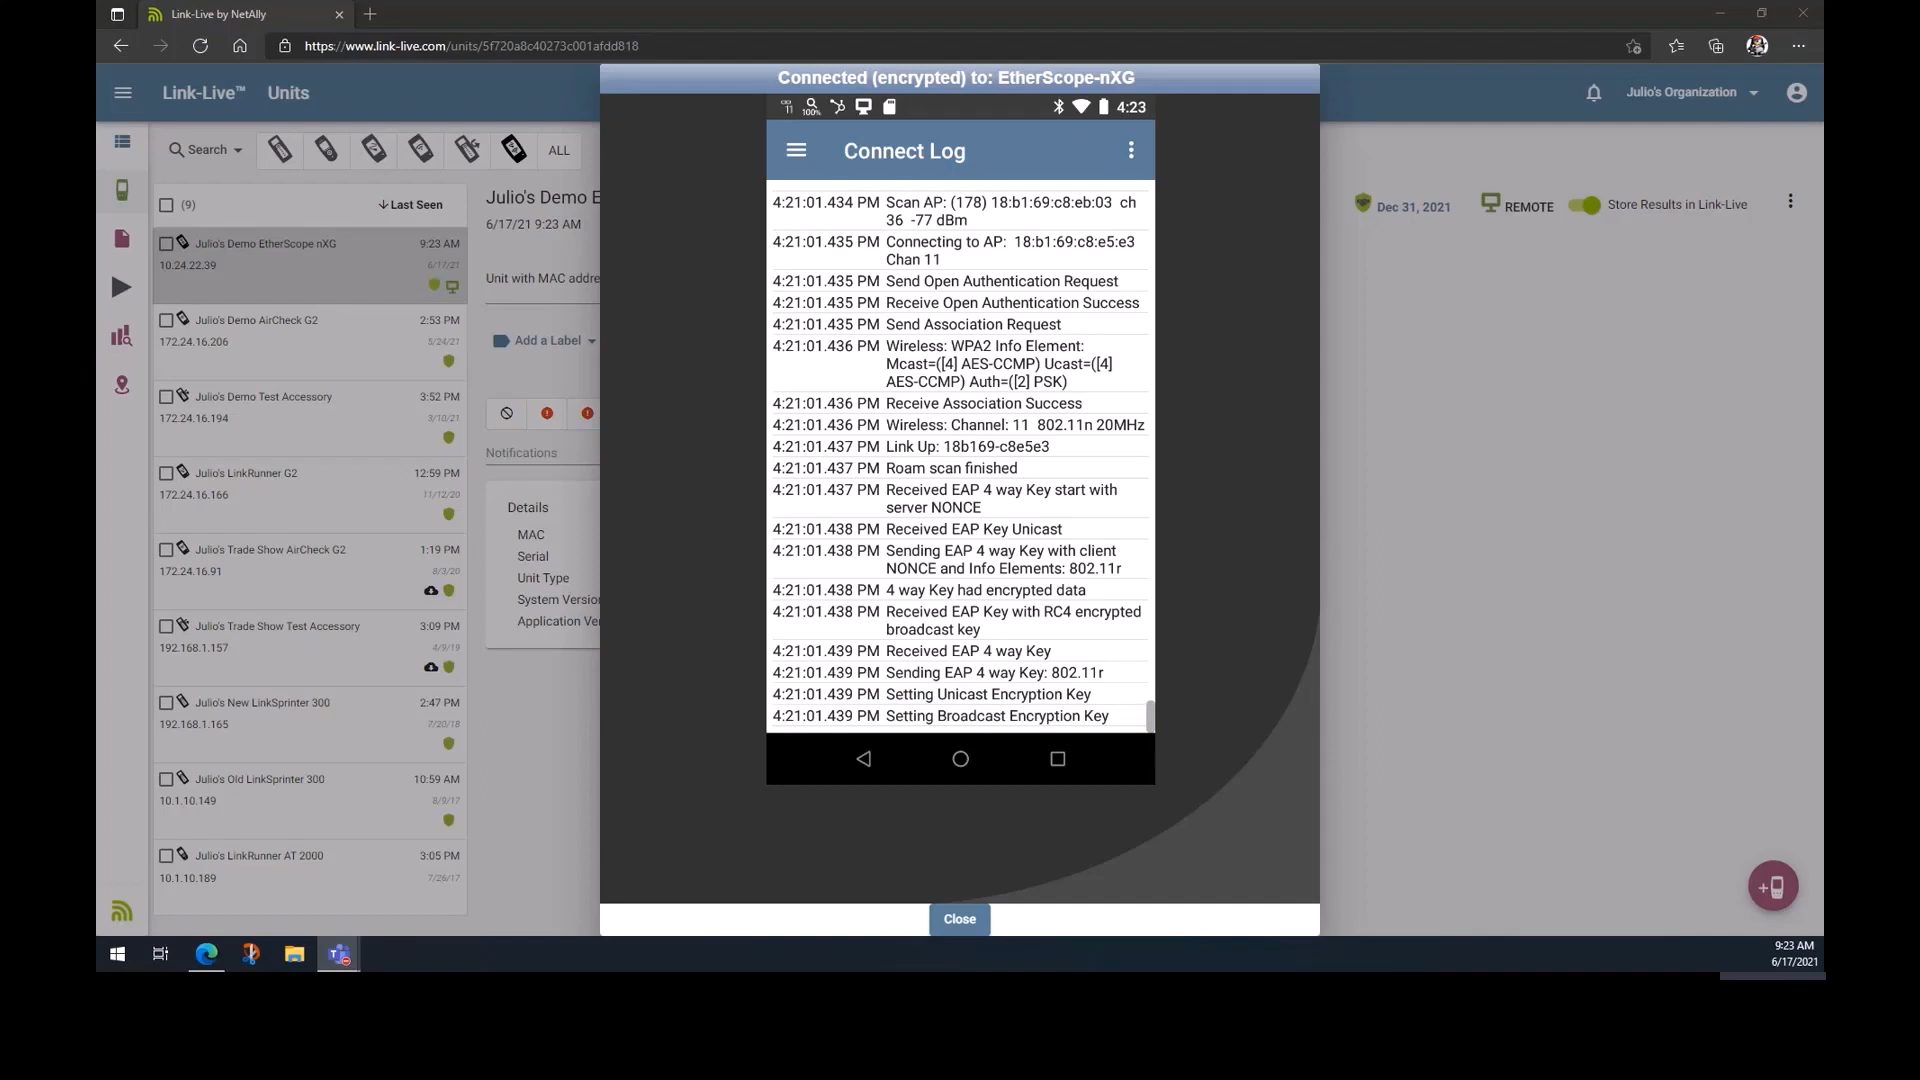 Link-Live by NetAlly
https://www.link-live.com/units/5f720a8c40273c001afdd818
Link-Live™ Units
Julio's Organization
Search
ALL
(9)
Last Seen
Julio's Demo EtherScope nXG 9:23 AM
10.24.22.39 6/17/21
Julio's Demo AirCheck G2 2:53 PM
172.24.16.206 5/24/21
Julio's Demo Test Accessory 3:52 PM
172.24.16.194 3/10/21
Julio's LinkRunner G2 12:59 PM
172.24.16.166 11/12/20
Julio's Trade Show AirCheck G2 1:19 PM
172.24.16.91 8/3/20
Julio's Trade Show Test Accessory 3:09 PM
192.168.1.157 4/9/19
Julio's New LinkSprinter 300 2:47 PM
192.168.1.165 7/20/18
Julio's Old LinkSprinter 300 10:59 AM
10.1.10.149 8/9/17
Julio's LinkRunner AT 2000 3:05 PM
10.1.10.189 7/26/17
Julio's Demo E
6/17/21 9:23 AM
Unit with MAC addre
Add a Label
Notifications
Details
MAC
Serial
Unit Type
System Versio
Application Ve
Dec 31, 2021
REMOTE
Store Results in Link-Live
Connected (encrypted) to: EtherScope-nXG
11 100% 4:23
Connect Log
4:21:01.434 PM Scan AP: (178) 18:b1:69:c8:eb:03 ch
36 -77 dBm
4:21:01.435 PM Connecting to AP: 18:b1:69:c8:e5:e3
Chan 11
4:21:01.435 PM Send Open Authentication Request
4:21:01.435 PM Receive Open Authentication Success
4:21:01.435 PM Send Association Request
4:21:01.436 PM Wireless: WPA2 Info Element:
Mcast=([4] AES-CCMP) Ucast=([4]
AES-CCMP) Auth=([2] PSK)
4:21:01.436 PM Receive Association Success
4:21:01.436 PM Wireless: Channel: 11 802.11n 20MHz
4:21:01.437 PM Link Up: 18b169-c8e5e3
4:21:01.437 PM Roam scan finished
4:21:01.437 PM Received EAP 4 way Key start with
server NONCE
4:21:01.438 PM Received EAP Key Unicast
4:21:01.438 PM Sending EAP 4 way Key with client
NONCE and Info Elements: 802.11r
4:21:01.438 PM 4 way Key had encrypted data
4:21:01.438 PM Received EAP Key with RC4 encrypted
broadcast key
4:21:01.439 PM Received EAP 4 way Key
4:21:01.439 PM Sending EAP 4 way Key: 802.11r
4:21:01.439 PM Setting Unicast Encryption Key
4:21:01.439 PM Setting Broadcast Encryption Key
Close
9:23 AM
6/17/2021